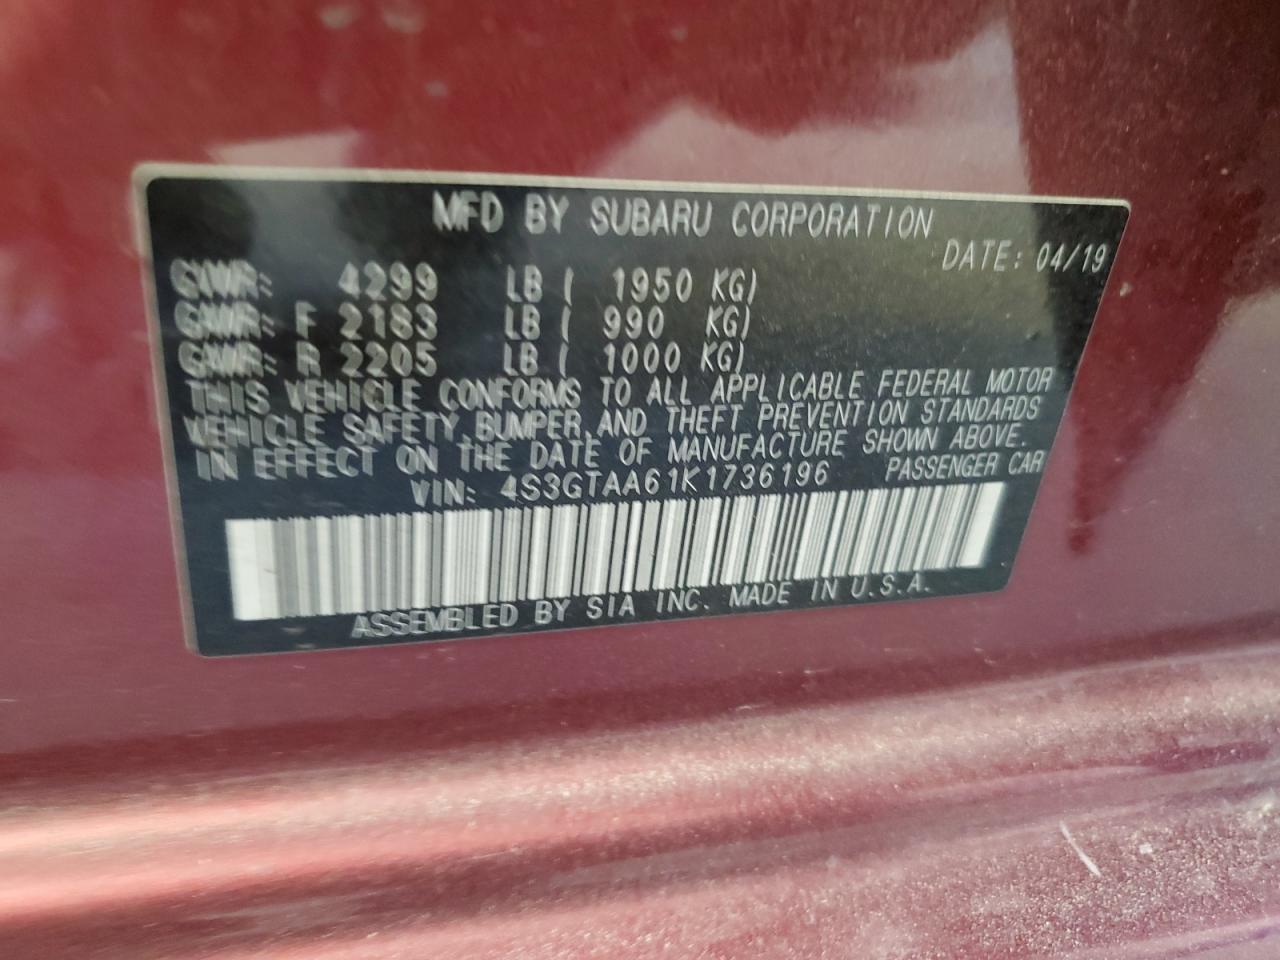 MFD BY SUBARU CORPORATION
DATE: 04/19
GVWR: 4299 LB ( 1950 KG)
GAWR: F 2183 LB ( 990 KG)
GAWR: R 2205 LB ( 1000 KG)
THIS VEHICLE CONFORMS TO ALL APPLICABLE FEDERAL MOTOR
VEHICLE SAFETY, BUMPER, AND THEFT PREVENTION STANDARDS
IN EFFECT ON THE DATE OF MANUFACTURE SHOWN ABOVE.
VIN: 4S3GTAA61K1736196 PASSENGER CAR
ASSEMBLED BY SIA INC. MADE IN U.S.A.